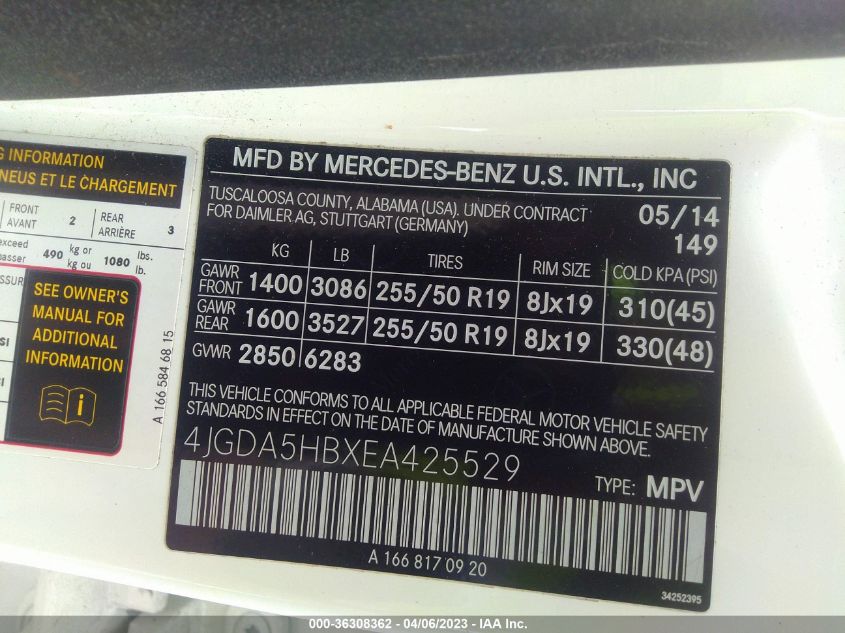 G INFORMATION
NEUS ET LE CHARGEMENT
FRONT
AVANT
2
REAR
ARRIÈRE
3
exceed
passer
490 kg or
kg ou
1080 lbs.
lb.
SEE OWNER'S
MANUAL FOR
ADDITIONAL
INFORMATION
A 166 584 68 15
MFD BY MERCEDES-BENZ U.S. INTL., INC
TUSCALOOSA COUNTY, ALABAMA (USA). UNDER CONTRACT
FOR DAIMLER AG, STUTTGART (GERMANY)
05/14
149
KG LB TIRES RIM SIZE COLD KPA (PSI)
GAWR FRONT 1400 3086 255/50 R19 8Jx19 310(45)
GAWR REAR 1600 3527 255/50 R19 8Jx19 330(48)
GVWR 2850 6283
THIS VEHICLE CONFORMS TO ALL APPLICABLE FEDERAL MOTOR VEHICLE SAFETY
STANDARDS IN EFFECT ON THE DATE OF MANUFACTURE SHOWN ABOVE.
4JGDA5HBXEA425529
TYPE: MPV
A 166 817 09 20
34252395
000-36308362 - 04/06/2023 - IAA Inc.